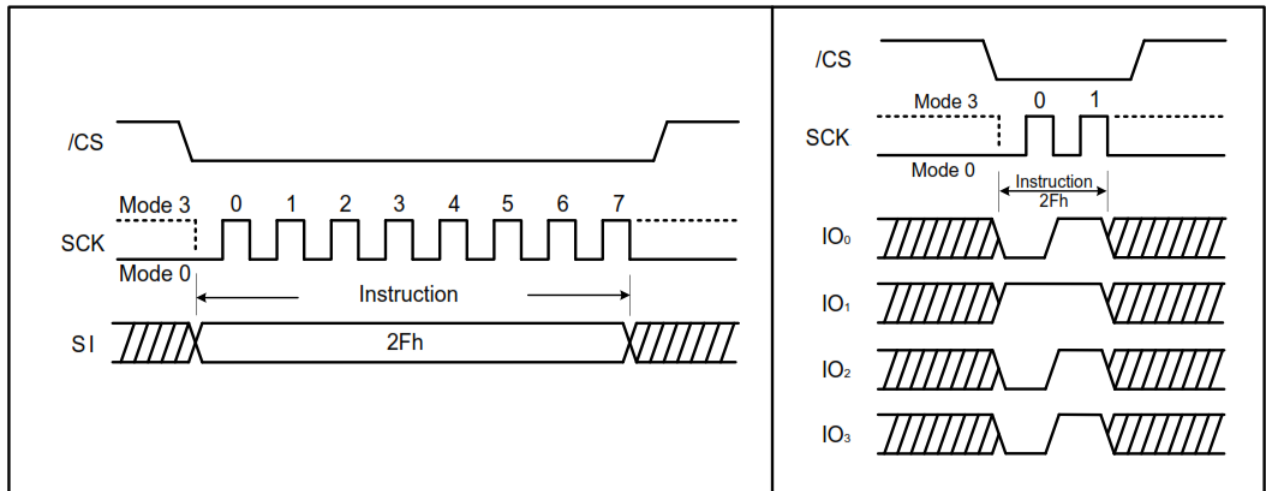 /CS
Mode 3
0 1 2 3 4 5 6 7
SCK
Mode 0
Instruction
SI
2Fh
/CS
Mode 3
0 1
SCK
Mode 0
Instruction
2Fh
IO₀
IO₁
IO₂
IO₃